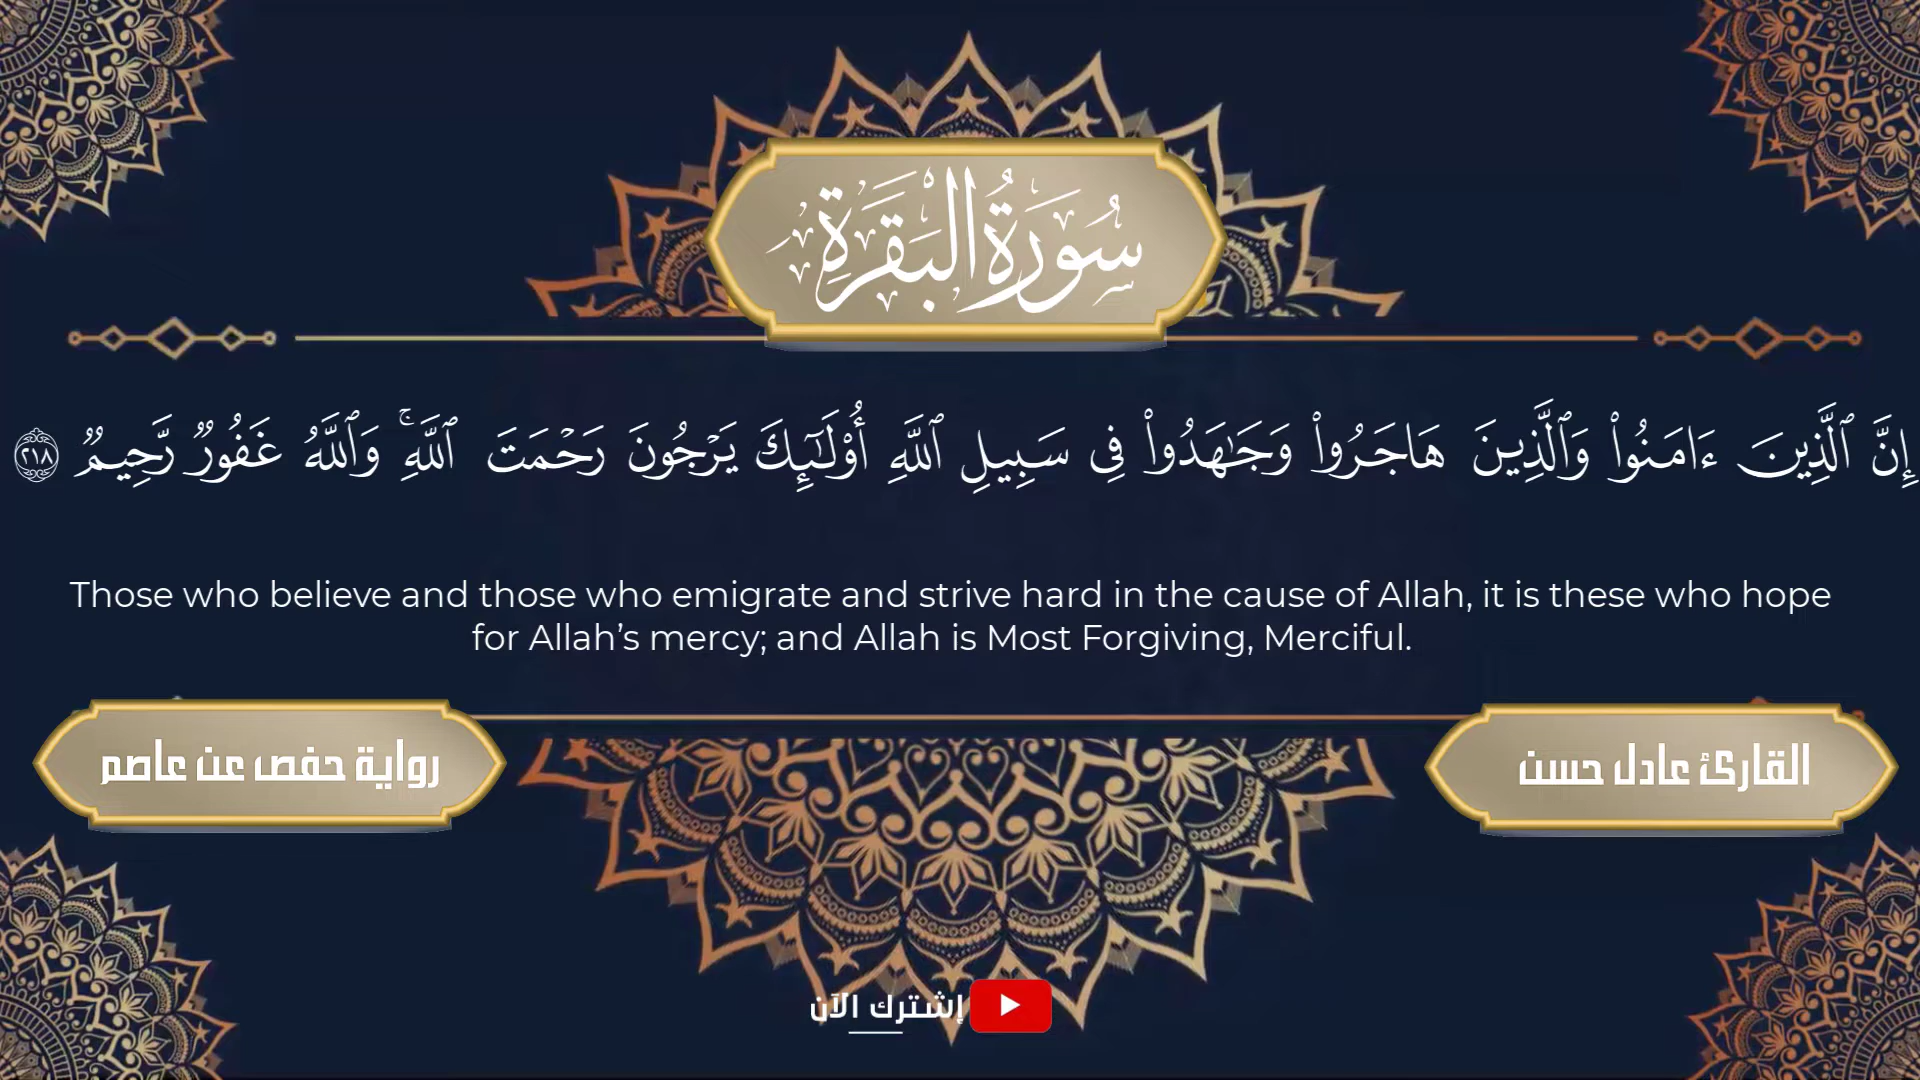 سُورَةُ الْبَقَرَةِ
إِنَّ ٱلَّذِينَ ءَامَنُوا۟ وَٱلَّذِينَ هَاجَرُوا۟ وَجَـٰهَدُوا۟ فِى سَبِيلِ ٱللَّهِ أُو۟لَـٰٓئِكَ يَرْجُونَ رَحْمَتَ ٱللَّهِ ۚ وَٱللَّهُ غَفُورٌ رَّحِيمٌ ٢١٨
Those who believe and those who emigrate and strive hard in the cause of Allah, it is these who hope
for Allah’s mercy; and Allah is Most Forgiving, Merciful.
القارئ عادل حسن
رواية حفص عن عاصم
إشترك الآن